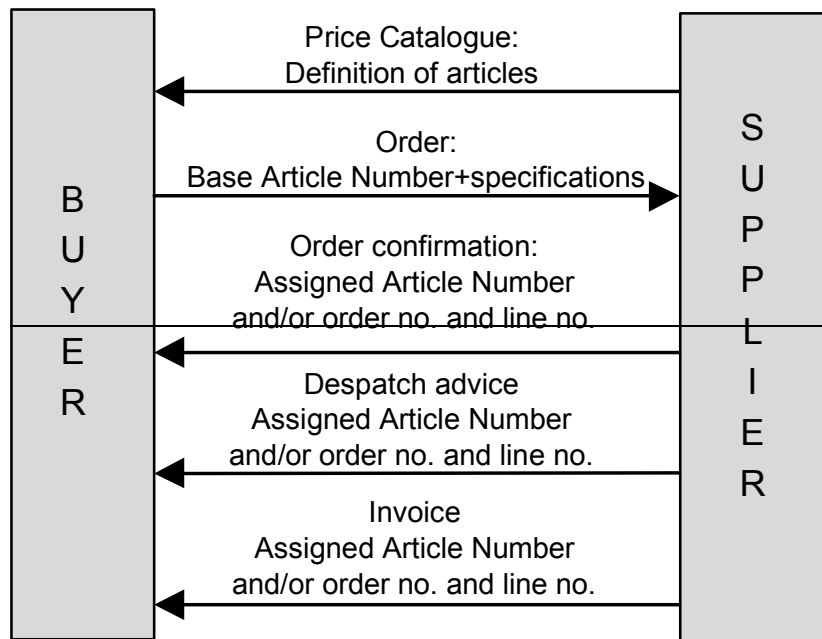 Price Catalogue:
Definition of articles
Order:
Base Article Number+specifications
Order confirmation:
Assigned Article Number
and/or order no. and line no.
Despatch advice
Assigned Article Number
and/or order no. and line no.
Invoice
Assigned Article Number
and/or order no. and line no.
BUYER
SUPPLIER